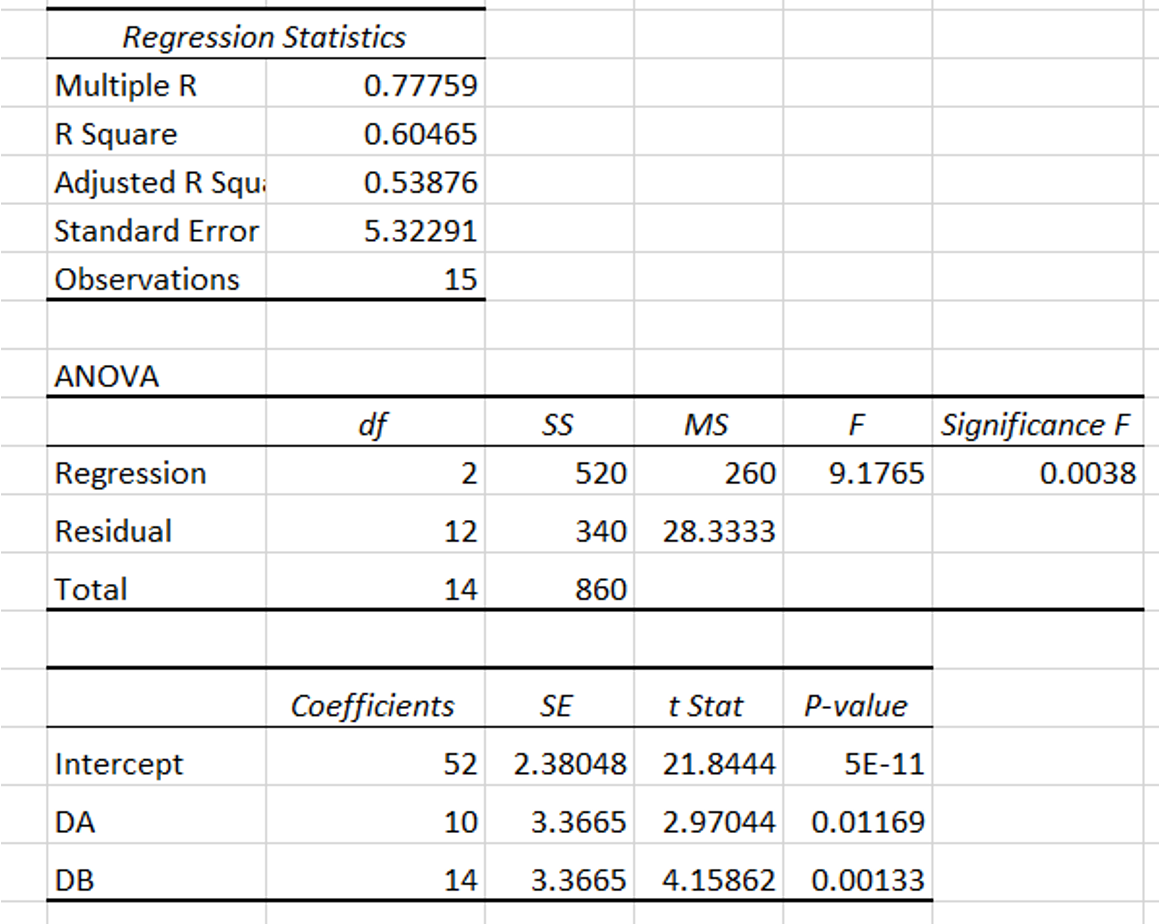 Regression Statistics
Multiple R 0.77759
R Square 0.60465
Adjusted R Squ 0.53876
Standard Error 5.32291
Observations 15
ANOVA
df SS MS F Significance F
Regression 2 520 260 9.1765 0.0038
Residual 12 340 28.3333
Total 14 860
Coefficients SE t Stat P-value
Intercept 52 2.38048 21.8444 5E-11
DA 10 3.3665 2.97044 0.01169
DB 14 3.3665 4.15862 0.00133